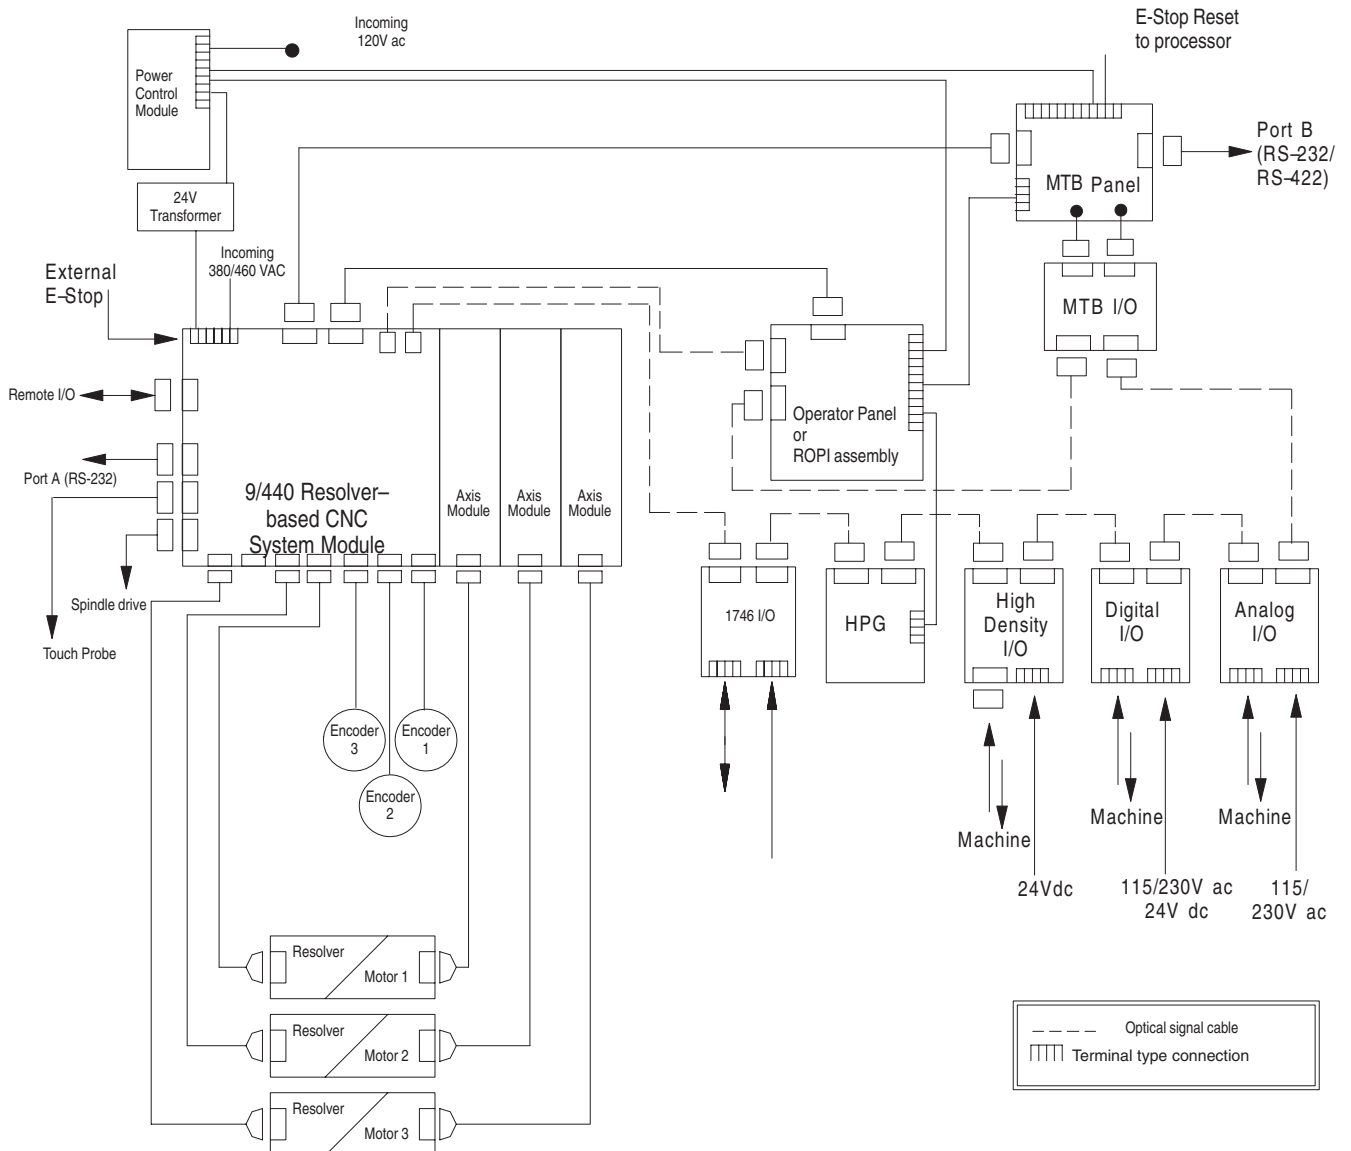 Incoming
120V ac
E-Stop Reset
to processor
Power
Control
Module
Port B
(RS–232/
RS–422)
MTB Panel
24V
Transformer
Incoming
380/460 VAC
External
E–Stop
MTB I/O
Remote I/O
Operator Panel
or
ROPI assembly
Port A (RS-232)
9/440 Resolver–
based CNC
System Module
Axis
Module
Axis
Module
Axis
Module
Spindle drive
Touch Probe
1746 I/O
HPG
High
Density
I/O
Digital
I/O
Analog
I/O
Encoder
3
Encoder
1
Encoder
2
Machine
Machine
Machine
24Vdc
115/230V ac
24V dc
115/
230V ac
Resolver
Motor 1
Resolver
Motor 2
Resolver
Motor 3
Optical signal cable
Terminal type connection